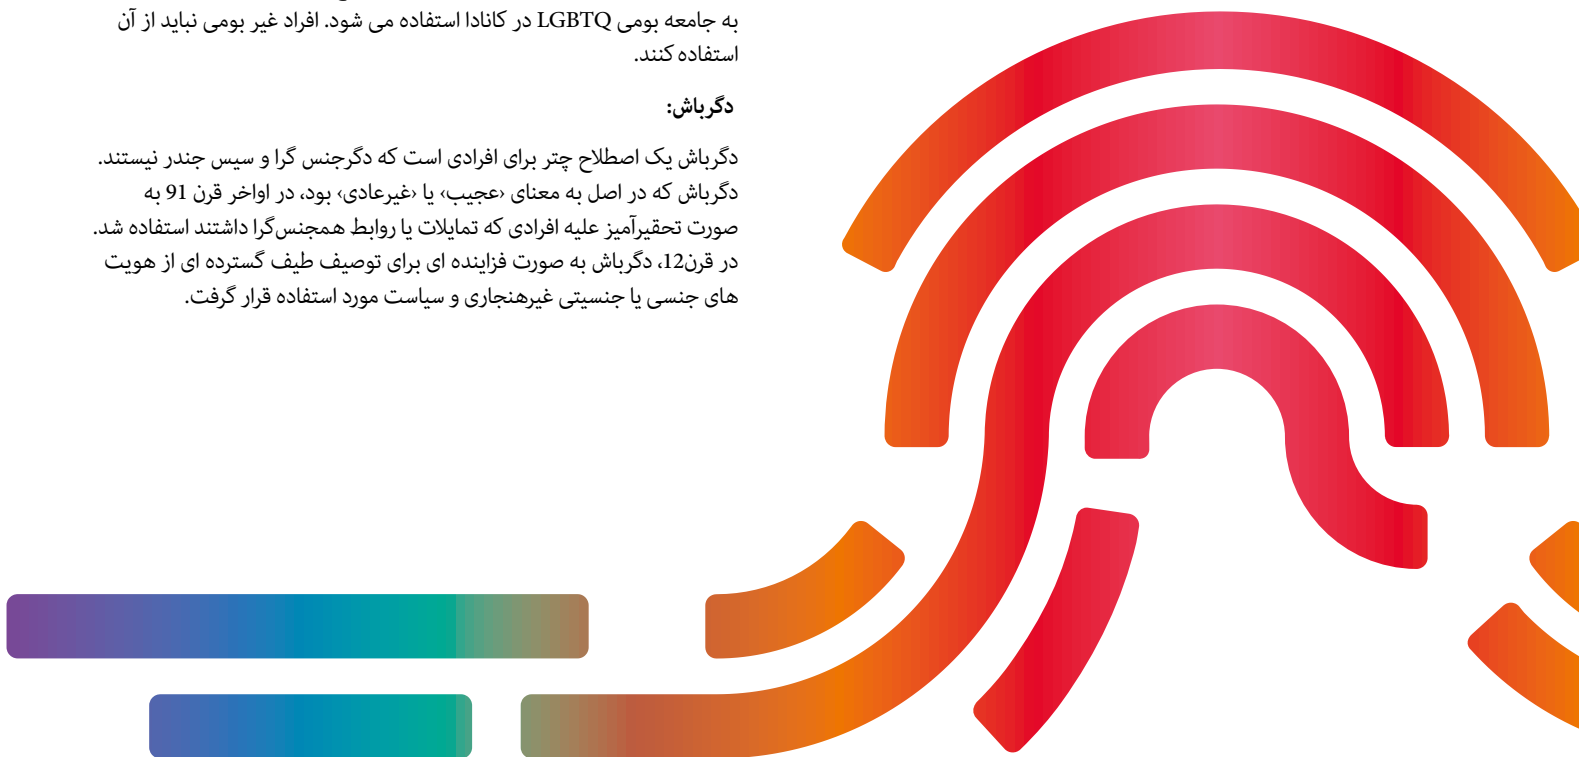 به جامعه بومی LGBTQ در کانادا استفاده می شود. افراد غیر بومی نباید از آن
استفاده کنند.
دگرباش:
دگرباش یک اصطلاح چتر برای افرادی است که دگرجنس گرا و سیس جندر نیستند.
دگرباش که در اصل به معنای ‹عجیب› یا ‹غیرعادی› بود، در اواخر قرن 91 به
صورت تحقیرآمیز علیه افرادی که تمایلات یا روابط همجنس‌گرا داشتند استفاده شد.
در قرن12، دگرباش به صورت فزاینده ای برای توصیف طیف گسترده ای از هویت
های جنسی یا جنسیتی غیرهنجاری و سیاست مورد استفاده قرار گرفت.